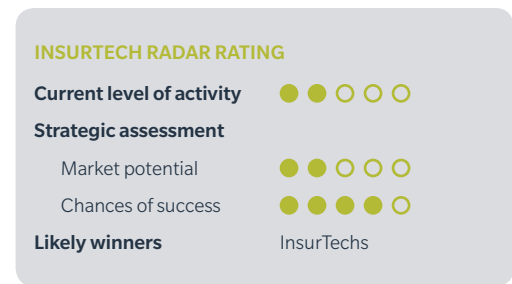 INSURTECH RADAR RATING
Current level of activity
Strategic assessment
Market potential
Chances of success
Likely winners InsurTechs